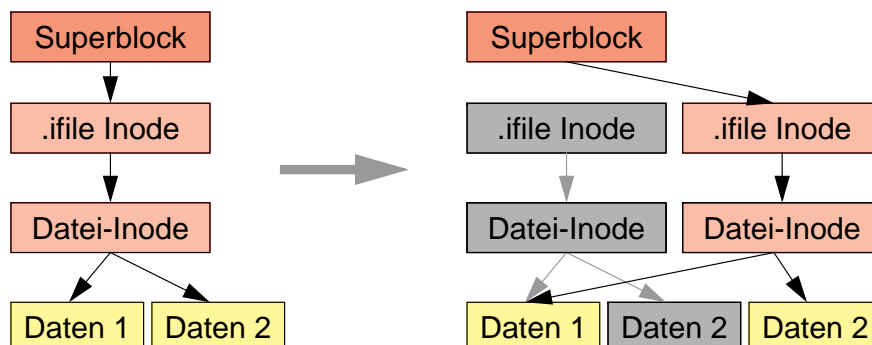 Superblock
.ifile Inode
Datei-Inode
Daten 1
Daten 2
Superblock
.ifile Inode
.ifile Inode
Datei-Inode
Datei-Inode
Daten 1
Daten 2
Daten 2